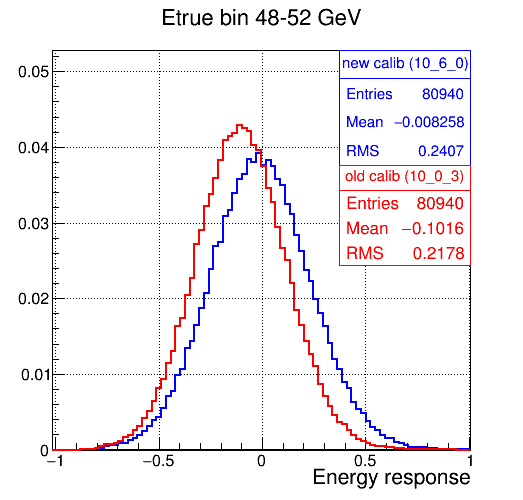 Etrue bin 48-52 GeV
new calib (10_6_0)
Entries 80940
Mean −0.008258
RMS 0.2407
old calib (10_0_3)
Entries 80940
Mean −0.1016
RMS 0.2178
0.05
0.04
0.03
0.02
0.01
0
−1 −0.5 0 0.5 1
Energy response